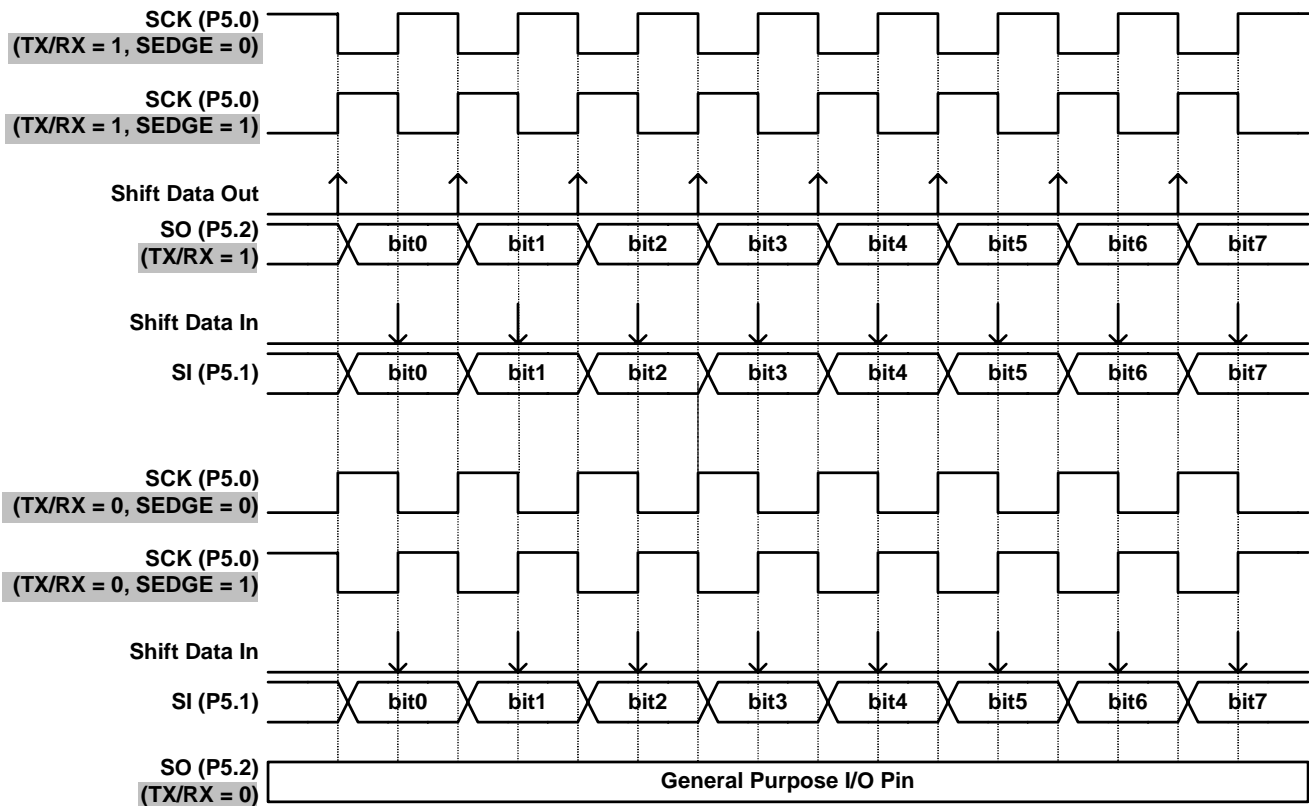 SCK (P5.0)
(TX/RX = 1, SEDGE = 0)
SCK (P5.0)
(TX/RX = 1, SEDGE = 1)
Shift Data Out
SO (P5.2)
(TX/RX = 1)
bit0 bit1 bit2 bit3 bit4 bit5 bit6 bit7
Shift Data In
SI (P5.1)
bit0 bit1 bit2 bit3 bit4 bit5 bit6 bit7
SCK (P5.0)
(TX/RX = 0, SEDGE = 0)
SCK (P5.0)
(TX/RX = 0, SEDGE = 1)
Shift Data In
SI (P5.1)
bit0 bit1 bit2 bit3 bit4 bit5 bit6 bit7
SO (P5.2)
(TX/RX = 0)
General Purpose I/O Pin